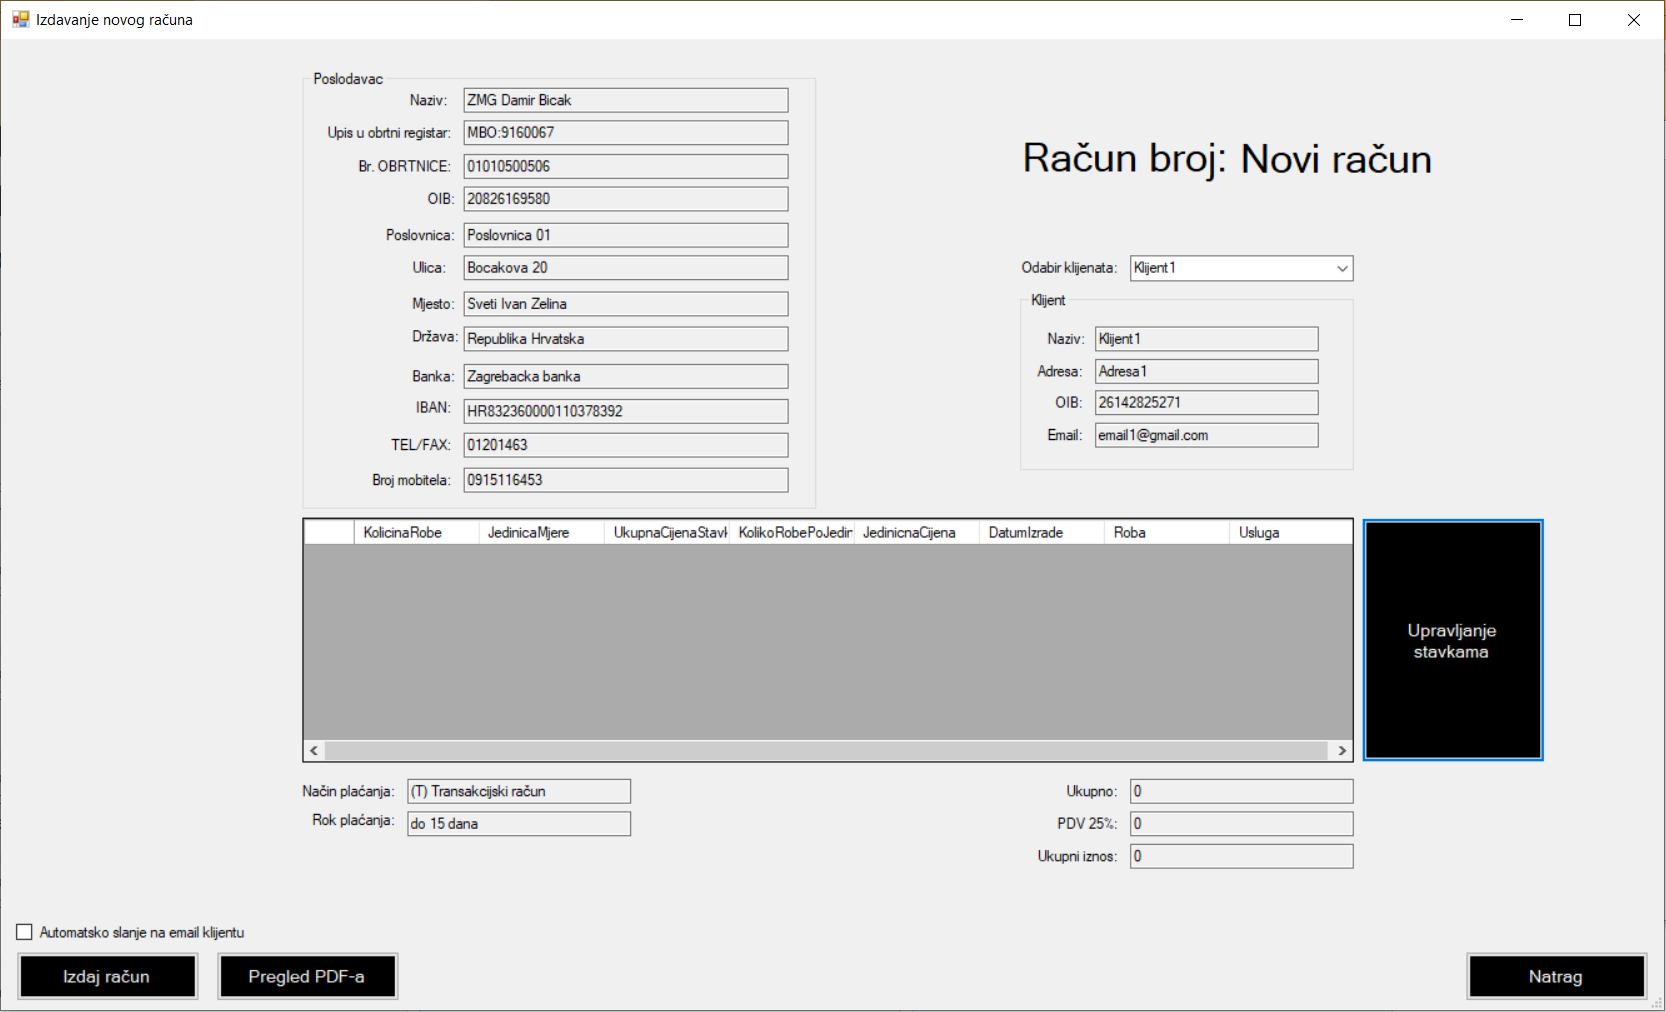 Izdavanje novog računa
Poslodavac
Naziv: ZMG Damir Bicak
Upis u obrtni registar: MBO:9160067
Br. OBRTNICE: 01010500506
OIB: 20826169580
Poslovnica: Poslovnica 01
Ulica: Bocakova 20
Mjesto: Sveti Ivan Zelina
Država: Republika Hrvatska
Banka: Zagrebacka banka
IBAN: HR832360000110378392
TEL/FAX: 01201463
Broj mobitela: 0915116453
Račun broj: Novi račun
Odabir klijenata: Klijent1
Klijent
Naziv: Klijent1
Adresa: Adresa1
OIB: 26142825271
Email: email1@gmail.com
KolicinaRobe JedinicaMjere UkupnaCijenaStavk KolikoRobePoJedin JedinicnaCijena DatumIzrade Roba Usluga
Upravljanje
stavkama
Način plaćanja: (T) Transakcijski račun
Rok plaćanja: do 15 dana
Ukupno: 0
PDV 25%: 0
Ukupni iznos: 0
Automatsko slanje na email klijentu
Izdaj račun
Pregled PDF-a
Natrag